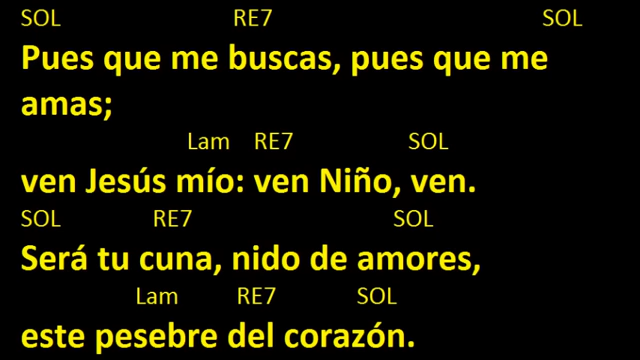 SOL RE7 SOL
Pues que me buscas, pues que me
amas;
Lam RE7 SOL
ven Jesús mío: ven Niño, ven.
SOL RE7 SOL
Será tu cuna, nido de amores,
Lam RE7 SOL
este pesebre del corazón.